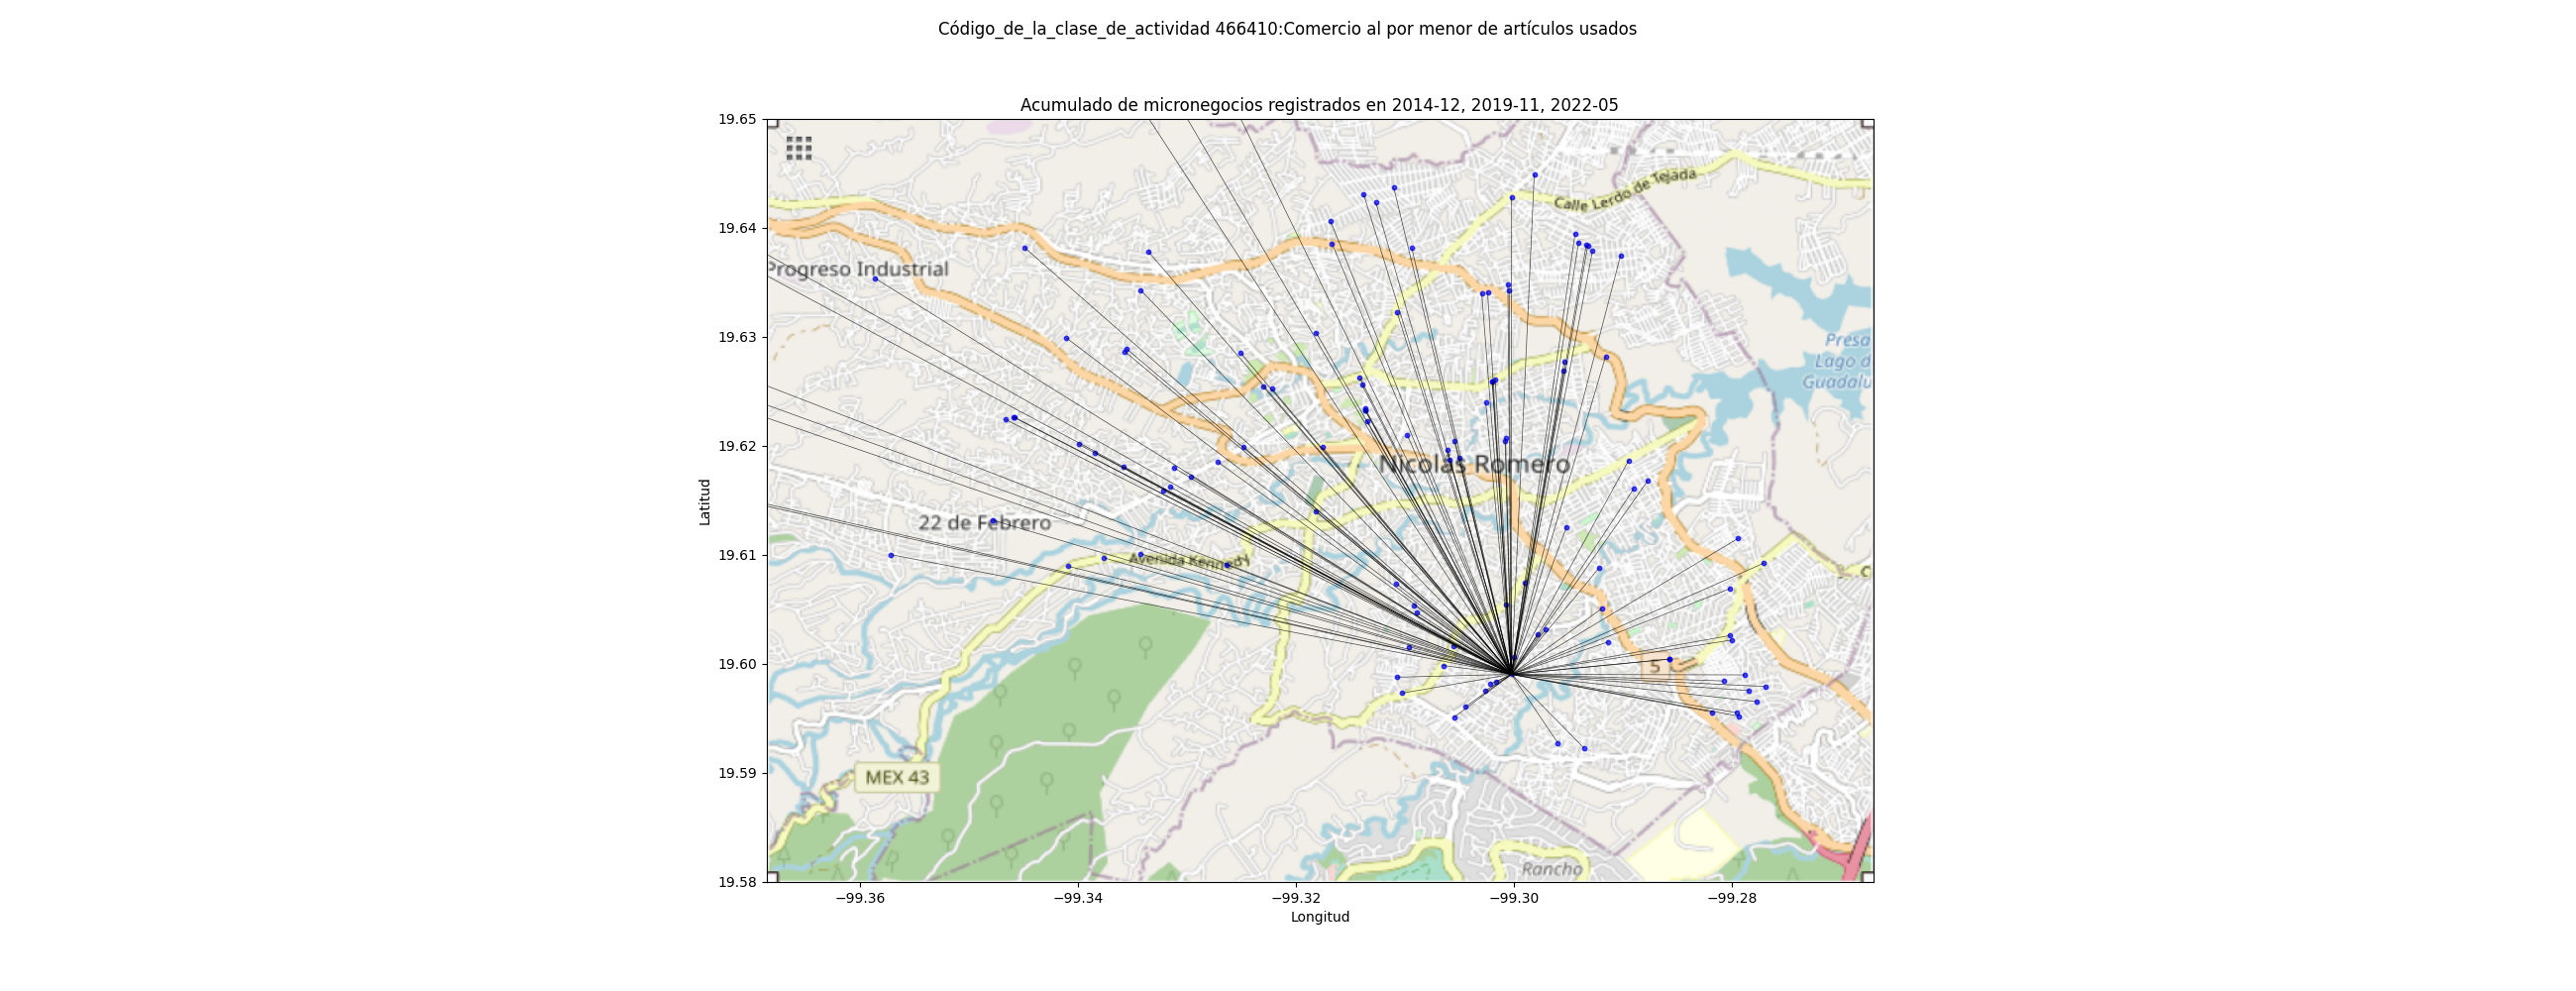 Código_de_la_clase_de_actividad 466410:Comercio al por menor de artículos usados
Acumulado de micronegocios registrados en 2014-12, 2019-11, 2022-05
19.65
19.64
19.63
19.62
19.61
19.60
19.59
19.58
Latitud
Calle Lerdo de Tejada
Progreso Industrial
Presa
Lago d
Guadalu
Nicolás Romero
22 de Febrero
Avenida Kennedy
5
MEX 43
Rancho
−99.36
−99.34
−99.32
−99.30
−99.28
Longitud